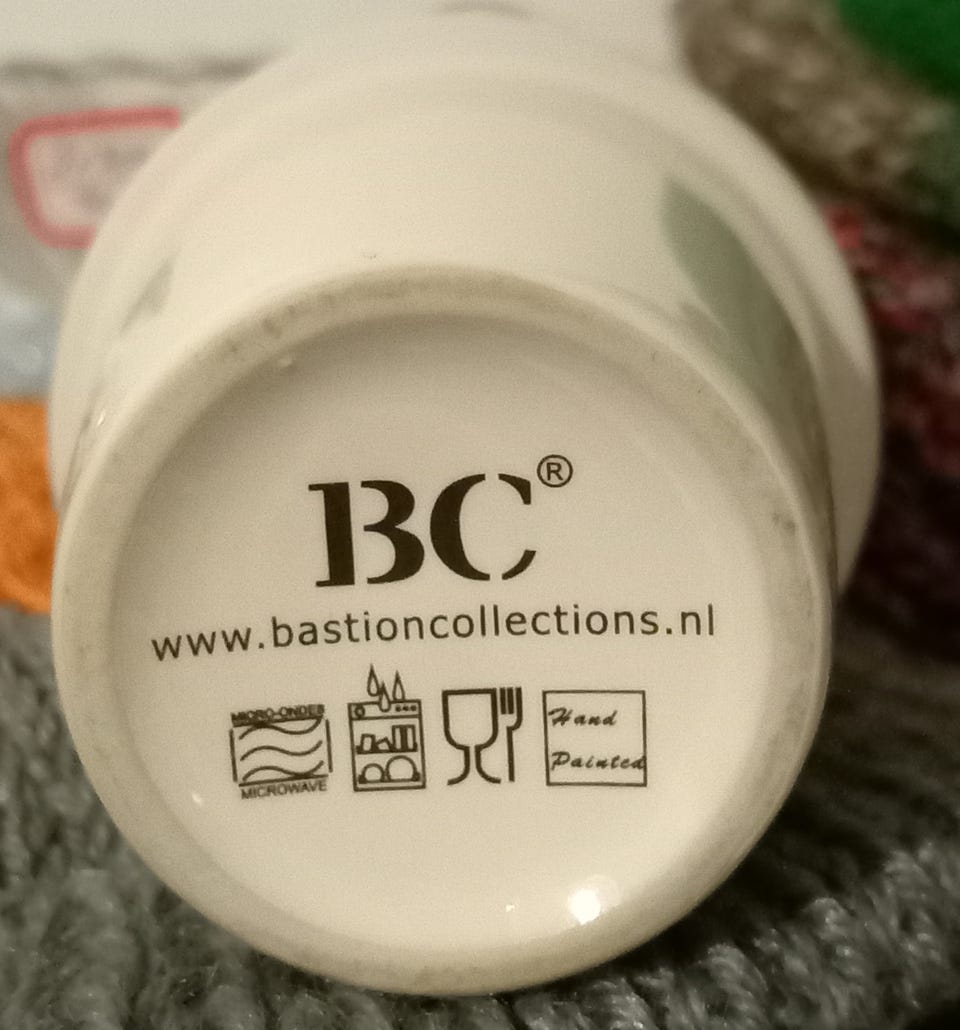 BC®
www.bastioncollections.nl
MICRO-ONDES
MICROWAVE
Hand
Painted